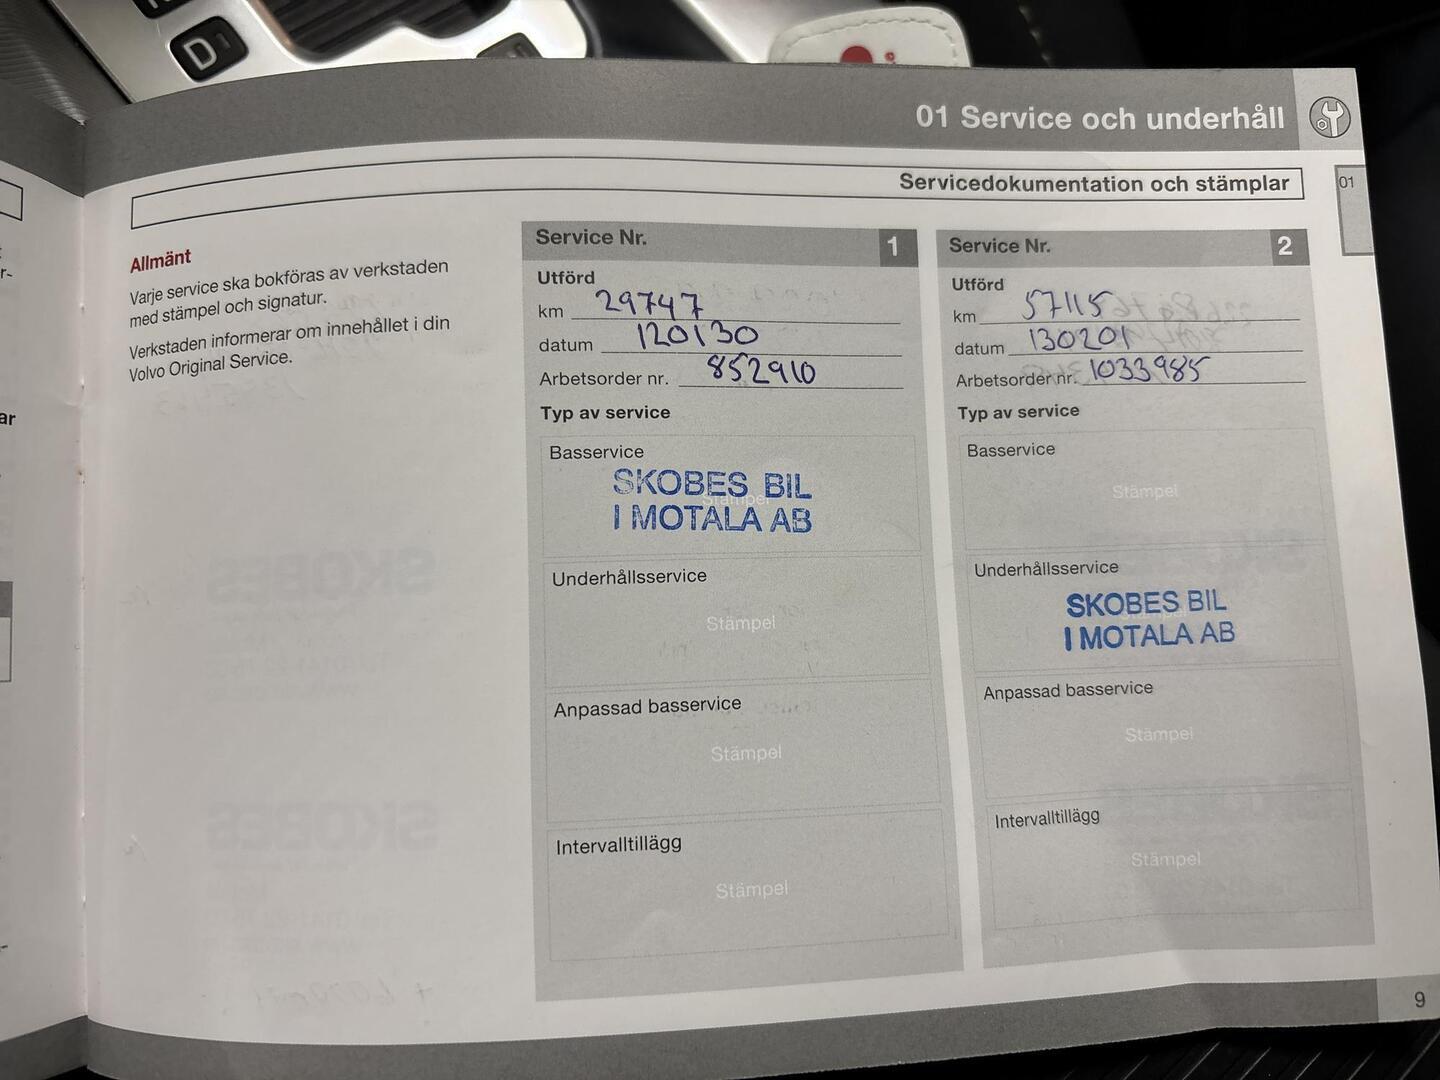 D
01 Service och underhåll
Servicedokumentation och stämplar
01
Allmänt
Varje service ska bokföras av verkstaden
med stämpel och signatur.
Verkstaden informerar om innehållet i din
Volvo Original Service.
Service Nr. 1
Utförd
km 29747
datum 120130
Arbetsorder nr. 852910
Typ av service
Basservice
Stämpel
SKOBES BIL
I MOTALA AB
Underhållsservice
Stämpel
Anpassad basservice
Stämpel
Intervalltillägg
Stämpel
Service Nr. 2
Utförd
km 57115
datum 130201
Arbetsorder nr. 1033985
Typ av service
Basservice
Stämpel
Underhållsservice
SKOBES BIL
I MOTALA AB
Anpassad basservice
Stämpel
Intervalltillägg
Stämpel
9